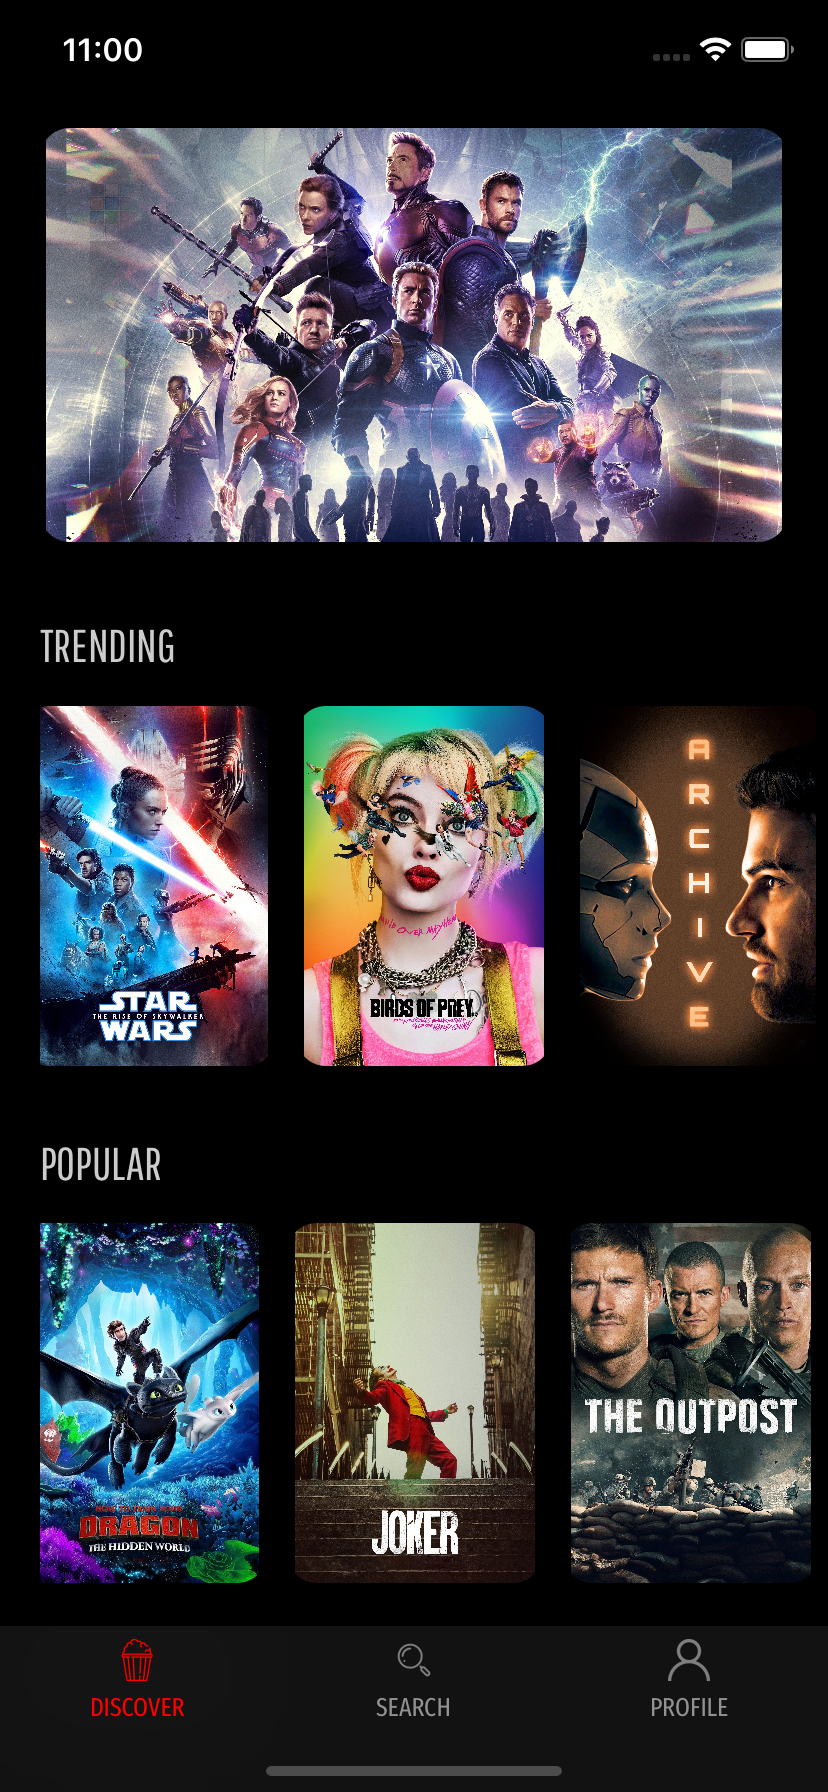 11:00
TRENDING
STAR
THE RISE OF SKYWALKER
WARS
BIRDS OF PREY
A
R
C
H
I
V
E
POPULAR
HOW TO TRAIN YOUR
DRAGON
THE HIDDEN WORLD
JOKER
THE OUTPOST
DISCOVER
SEARCH
PROFILE